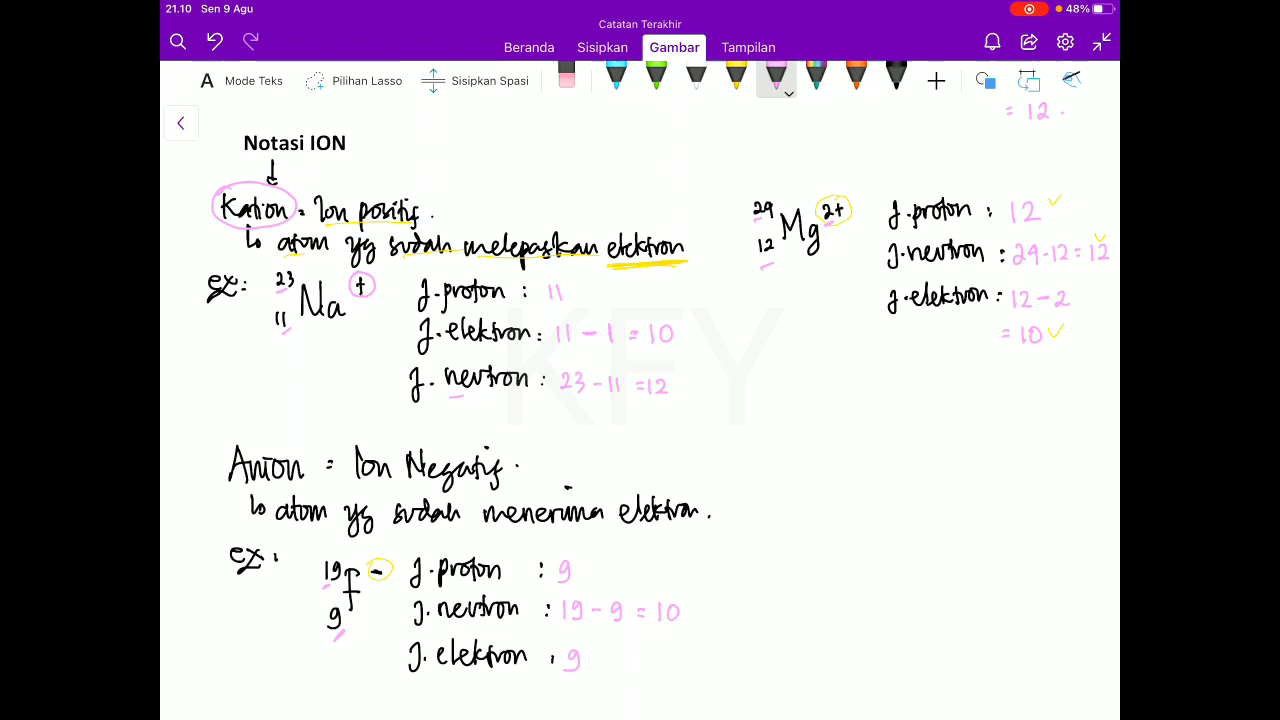 21.10 Sen 9 Agu
48%
Catatan Terakhir
Beranda Sisipkan Gambar Tampilan
Mode Teks Pilihan Lasso Sisipkan Spasi
= 12 .
Notasi ION
Kation = Ion positif .
↳ atom yg sudah melepaskan elektron
ex: 23 11 Na +
J. proton : 11
J. elektron : 11 - 1 = 10
J. neutron : 23 - 11 = 12
24 12 Mg 2+
J. proton : 12 ✓
J. neutron : 24 - 12 = 12 ✓
J. elektron : 12 - 2
= 10 ✓
Anion = Ion Negatif .
↳ atom yg sudah menerima elektron .
ex : 19 9 F -
J. proton : 9
J. neutron : 19 - 9 = 10
J. elektron : 9
KFY